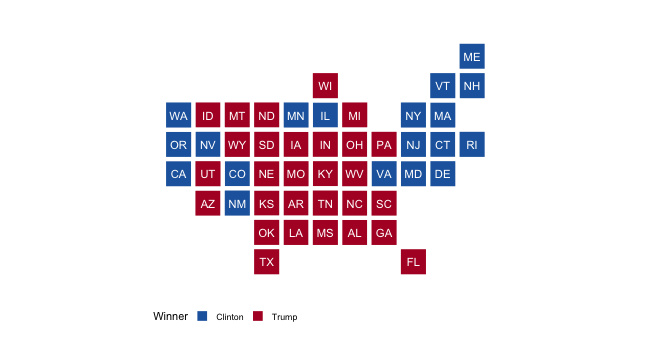 ME
WI VT NH
WA ID MT ND MN IL MI NY MA
OR NV WY SD IA IN OH PA NJ CT RI
CA UT CO NE MO KY WV VA MD DE
AZ NM KS AR TN NC SC
OK LA MS AL GA
TX FL
Winner Clinton Trump